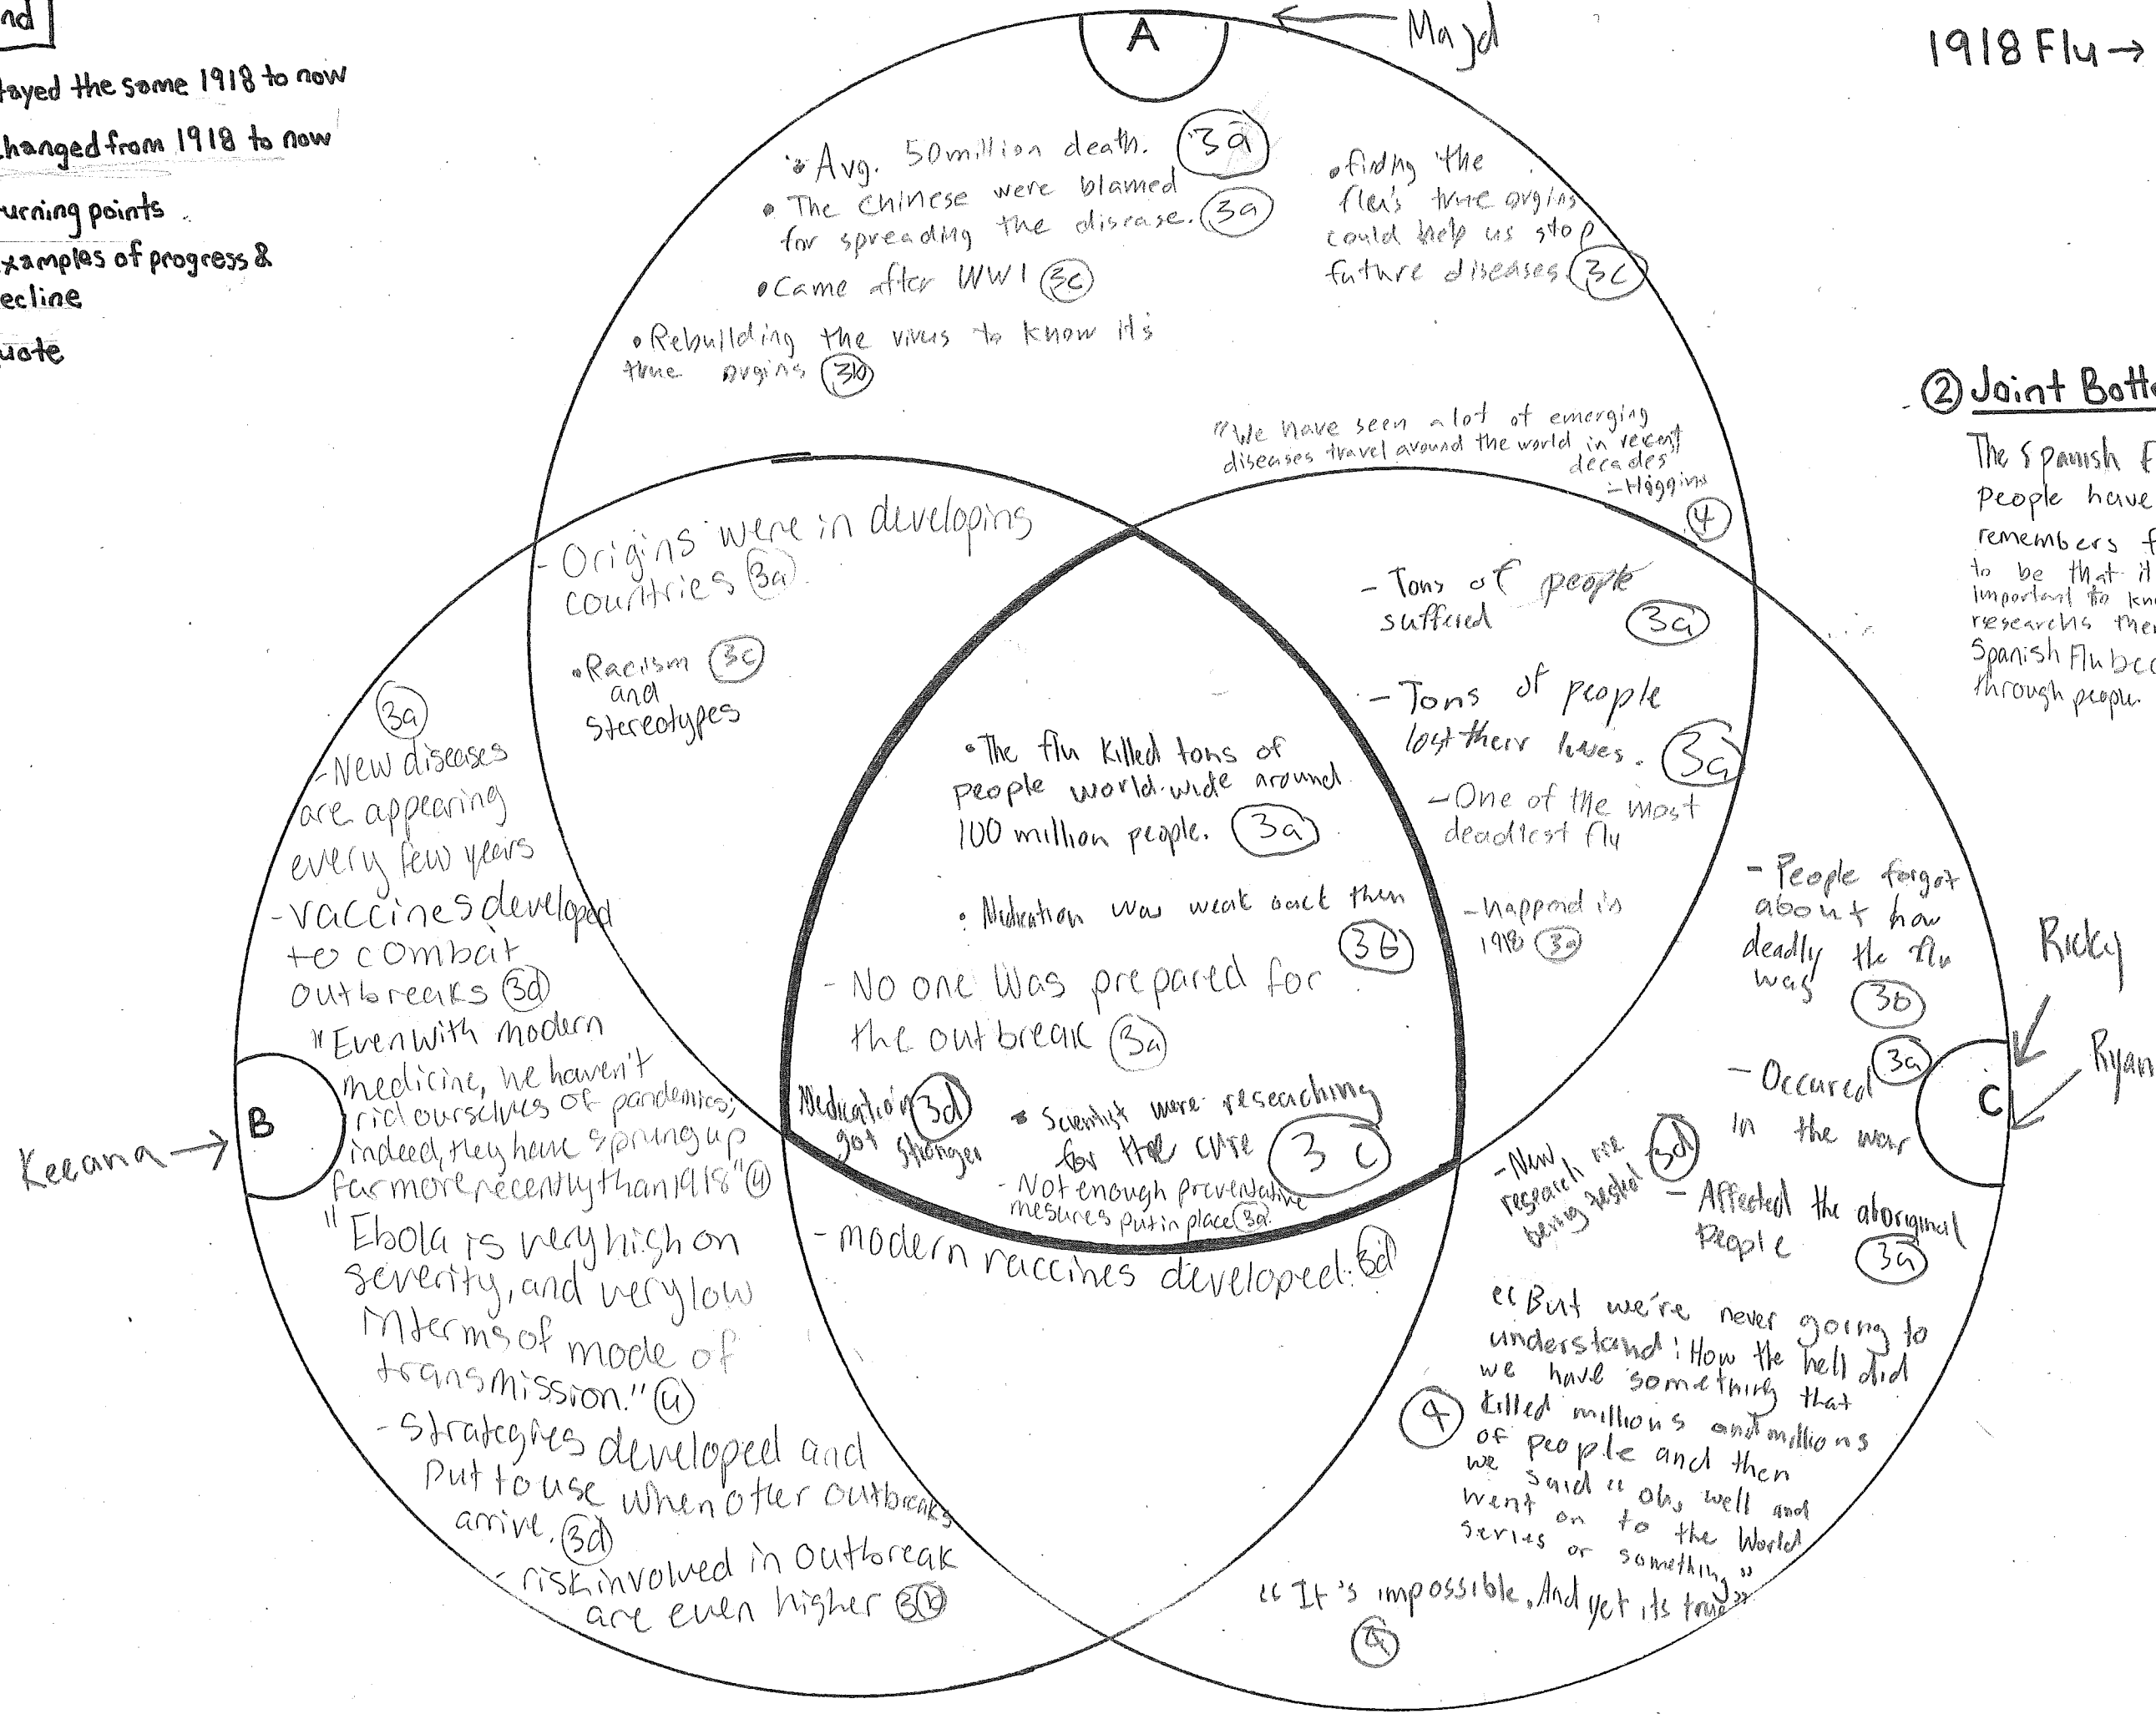 nd
tayed the same 1918 to now
changed from 1918 to now
urning points
xamples of progress &
ecline
uote
A
Majd
1918 Flu →
• Avg. 50 million death. 3a
• The Chinese were blamed
for spreading the disease. 3a
• Came after WW1 3c
• Rebuilding the virus to know it's
true orgins 3b
• finding the
flu's true orgins
could help us stop
future diseases. 3c
"We have seen a lot of emerging
diseases travel around the world in recent
decades"
- Higgins
4
② Joint Botto
The Spanish F
people have
remembers f
to be that it
important to kn
researchs the
Spanish Flu bec
through people.
- Origins were in developing
countries 3a
• Racism 3c
and
stereotypes
- Tons of people
suffered 3a
- Tons of people
lost their lives. 3a
- One of the most
deadliest flu
- happend in
1918 3a
• The flu killed tons of
people world-wide around
100 million people. 3a
• Medication was weak back then
3b
- No one was prepared for
the outbreak 3a
Medication 3d
got stronger
• Scientist were reseaching
for the cure 3c
- Not enough preventative
mesures put in place 3a
- modern vaccines developed. 3d
3a
- New diseases
are appearing
every few years
- vaccines developed
to combat
outbreaks 3d
"Even with modern
medicine, we haven't
rid ourselves of pandemics;
indeed, they have sprung up
far more recently than 1918" 4
"Ebola is very high on
severity, and very low
in terms of mode of
transmission." 4
- strategies developed and
put to use when other outbreaks
arrive. 3d
- risk involved in outbreak
are even higher 3b
B
Keeana →
- People forgot
about how
deadly the flu
was 3b
- Occured 3a
in the war
C
Ricky
Ryan
- New
research are
being tested 3d
- Affected the aboriginal
people 3a
"But we're never going to
understand: How the hell did
we have something that
4 killed millions and millions
of people and then
we said "oh, well and
went on to the World
series or something"
"It's impossible. And yet its true"
4